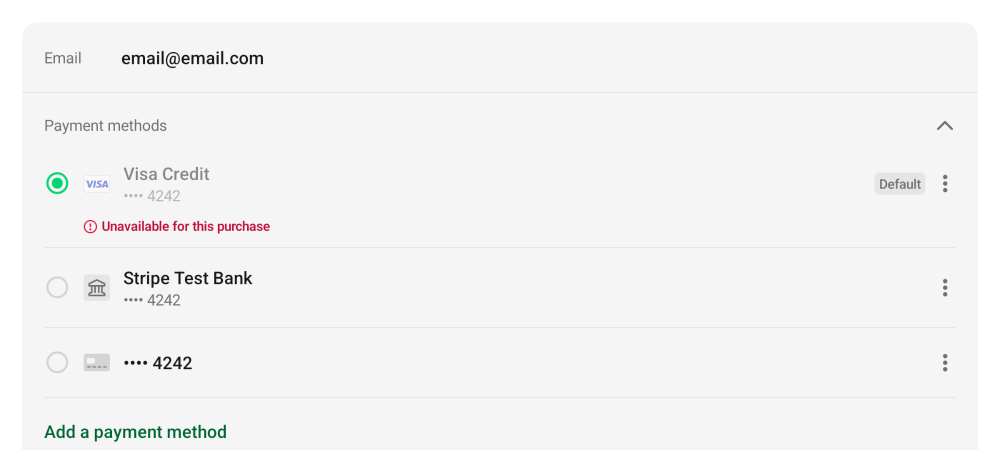 Email email@email.com
Payment methods
VISA Visa Credit Default
•••• 4242
Unavailable for this purchase
Stripe Test Bank
•••• 4242
•••• 4242
Add a payment method